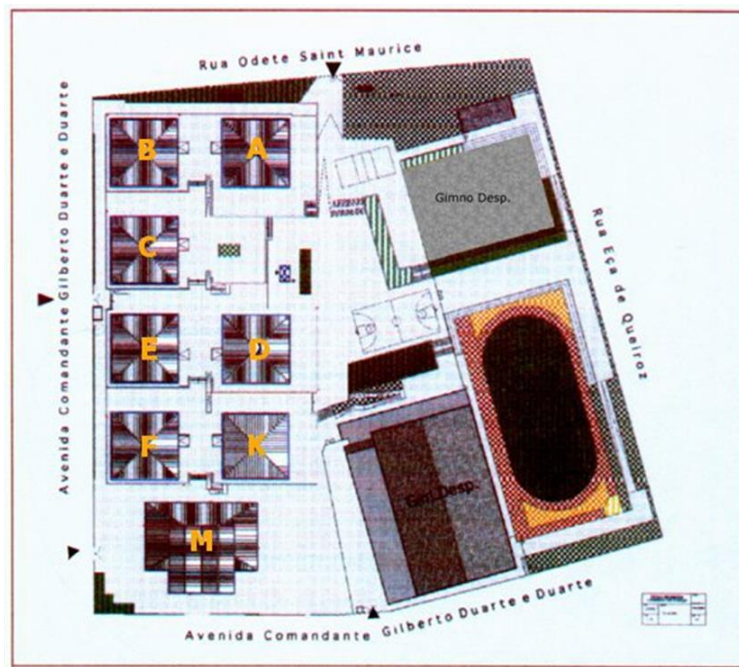 Rua Odete Saint Maurice
Avenida Comandante Gilberto Duarte e Duarte
B
A
Gimno Desp.
C
Rua Eça de Queiroz
E
D
F
K
M
Avenida Comandante Gilberto Duarte e Duarte